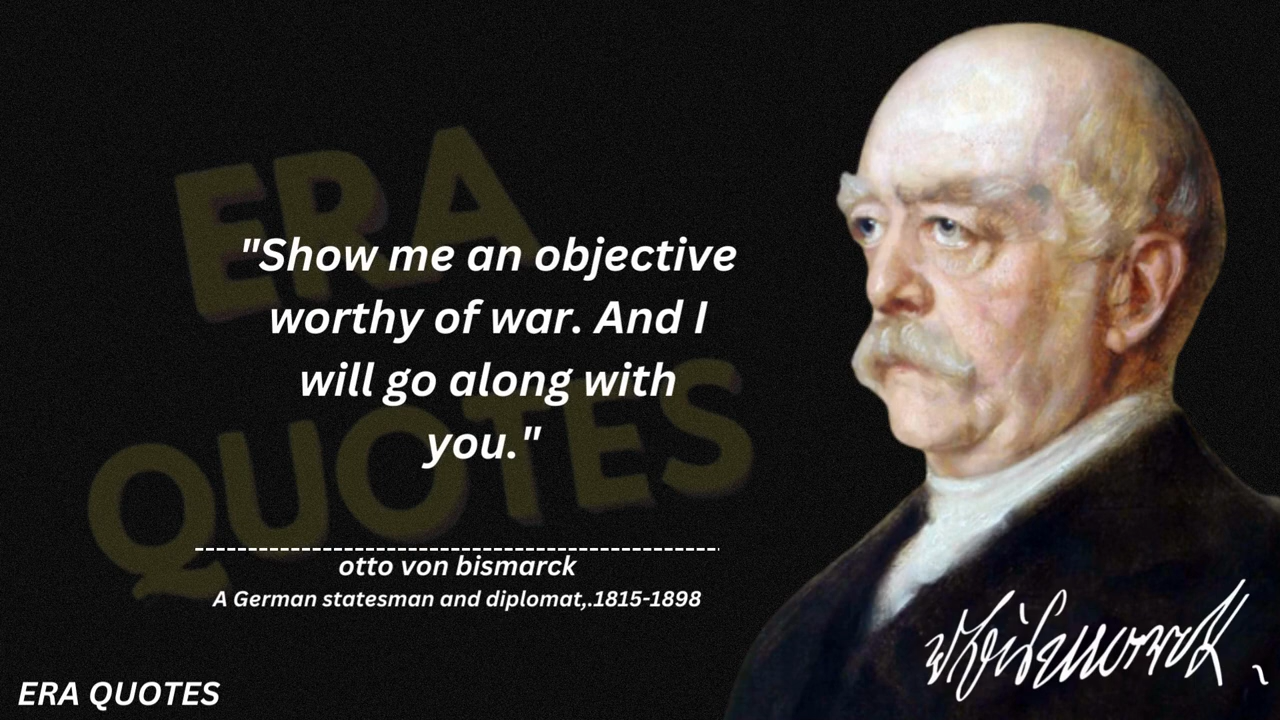 ERA
QUOTES
"Show me an objective
worthy of war. And I
will go along with
you."
otto von bismarck
A German statesman and diplomat,.1815-1898
ERA QUOTES